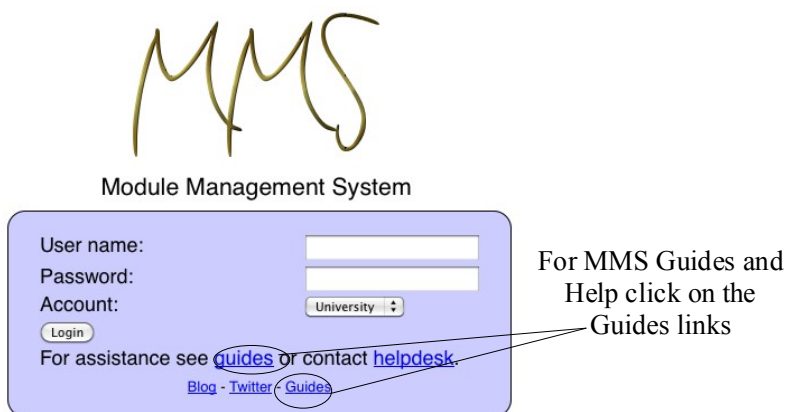 MMS
Module Management System
User name:
Password:
Account:
University
Login
For assistance see guides or contact helpdesk.
Blog - Twitter - Guides
For MMS Guides and
Help click on the
Guides links